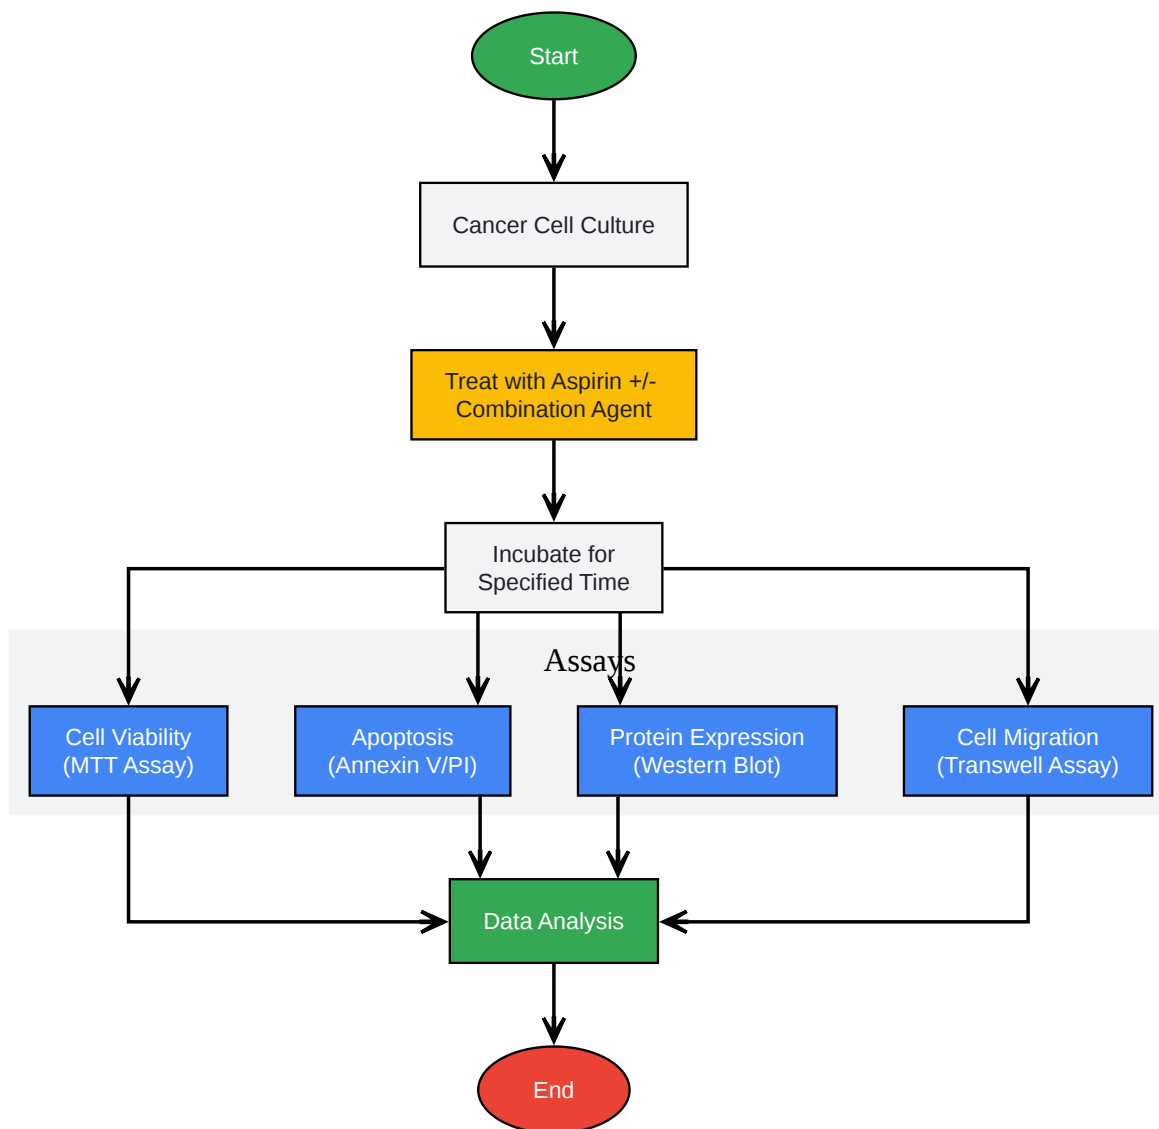 Start
Cancer Cell Culture
Treat with Aspirin +/-
Combination Agent
Incubate for
Specified Time
Assays
Cell Viability
(MTT Assay)
Apoptosis
(Annexin V/PI)
Protein Expression
(Western Blot)
Cell Migration
(Transwell Assay)
Data Analysis
End